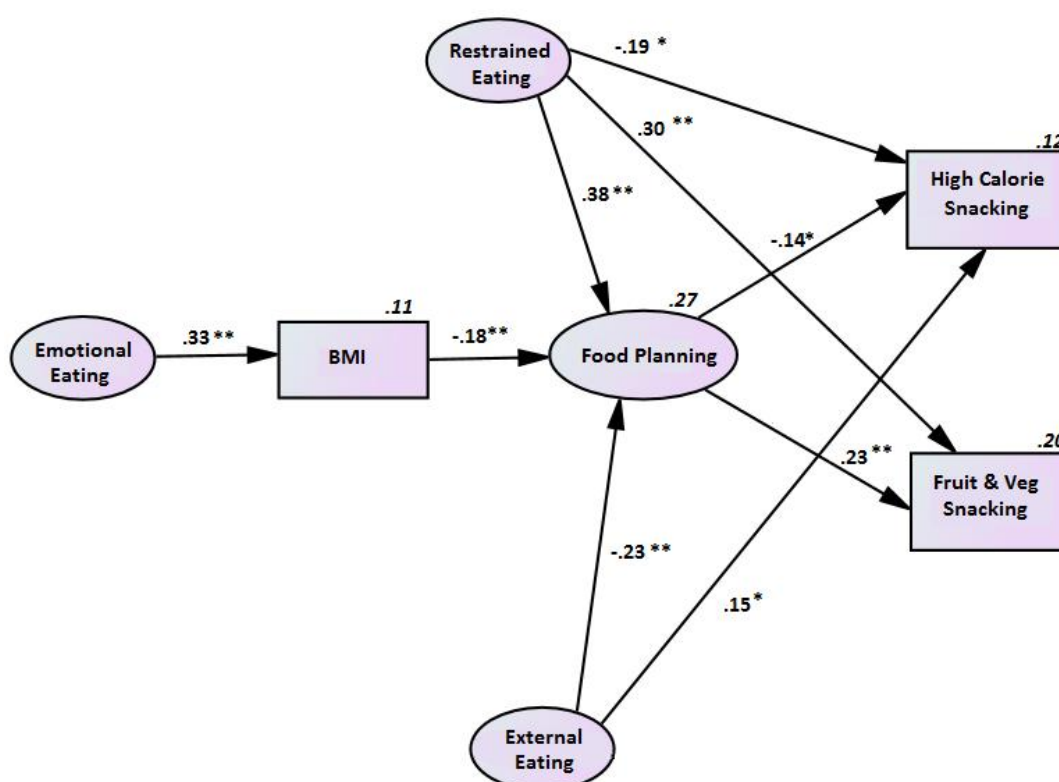 Restrained
Eating
-.19 *
.30 **
.12
High Calorie
Snacking
.38 **
-.14*
.27
.11
Emotional
Eating
.33 **
BMI
-.18**
Food Planning
.20
.23 **
Fruit & Veg
Snacking
-.23 **
.15 *
External
Eating